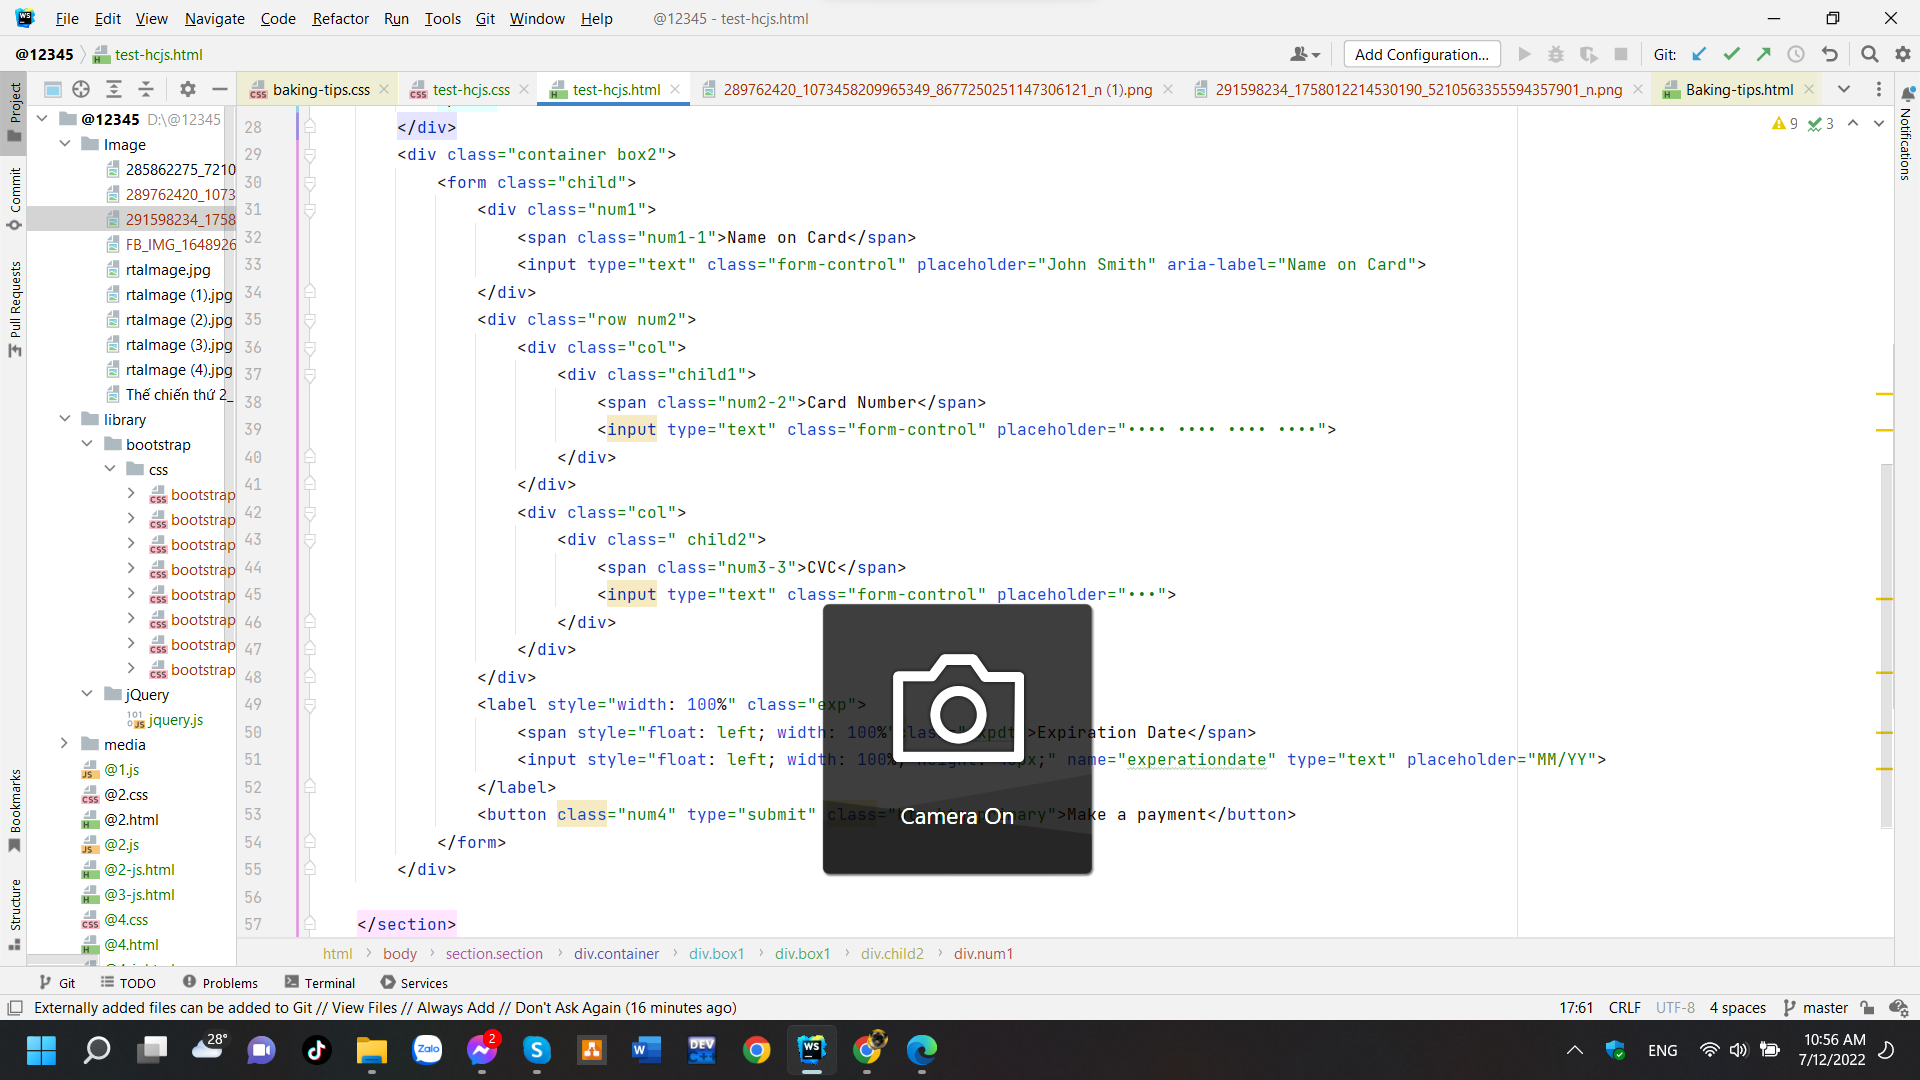 File Edit View Navigate Code Refactor Run Tools Git Window Help @12345 - test-hcjs.html
@12345 test-hcjs.html Add Configuration... Git:
baking-tips.css test-hcjs.css test-hcjs.html 289762420_1073458209965349_8677250251147306121_n (1).png 291598234_1758012214530190_5210563355594357901_n.png Baking-tips.html
Project
Commit
Pull Requests
Bookmarks
Structure
Notifications
@12345 D:\@12345
Image
285862275_7210
289762420_1073
291598234_1758
FB_IMG_1648926
rtaImage.jpg
rtaImage (1).jpg
rtaImage (2).jpg
rtaImage (3).jpg
rtaImage (4).jpg
Thế chiến thứ 2_
library
bootstrap
css
bootstrap
bootstrap
bootstrap
bootstrap
bootstrap
bootstrap
bootstrap
bootstrap
jQuery
jquery.js
media
@1.js
@2.css
@2.html
@2.js
@2-js.html
@3-js.html
@4.css
@4.html
9 3
28 </div>
29 <div class="container box2">
30 <form class="child">
31 <div class="num1">
32 <span class="num1-1">Name on Card</span>
33 <input type="text" class="form-control" placeholder="John Smith" aria-label="Name on Card">
34 </div>
35 <div class="row num2">
36 <div class="col">
37 <div class="child1">
38 <span class="num2-2">Card Number</span>
39 <input type="text" class="form-control" placeholder="•••• •••• •••• ••••">
40 </div>
41 </div>
42 <div class="col">
43 <div class=" child2">
44 <span class="num3-3">CVC</span>
45 <input type="text" class="form-control" placeholder="•••">
46 </div>
47 </div>
48 </div>
49 <label style="width: 100%" class="exp">
50 <span style="float: left; width: 100%" >Expiration Date</span>
51 <input style="float: left; width: 100%; height: px;" name="experationdate" type="text" placeholder="MM/YY">
52 </label>
53 <button class="num4" type="submit" class= ">Make a payment</button>
54 </form>
55 </div>
56
57 </section>
Camera On
html body section.section div.container div.box1 div.box1 div.child2 div.num1
Git TODO Problems Terminal Services
Externally added files can be added to Git // View Files // Always Add // Don't Ask Again (16 minutes ago) 17:61 CRLF UTF-8 4 spaces master
28° Zalo 2 DEV C++ WS ENG 10:56 AM
7/12/2022